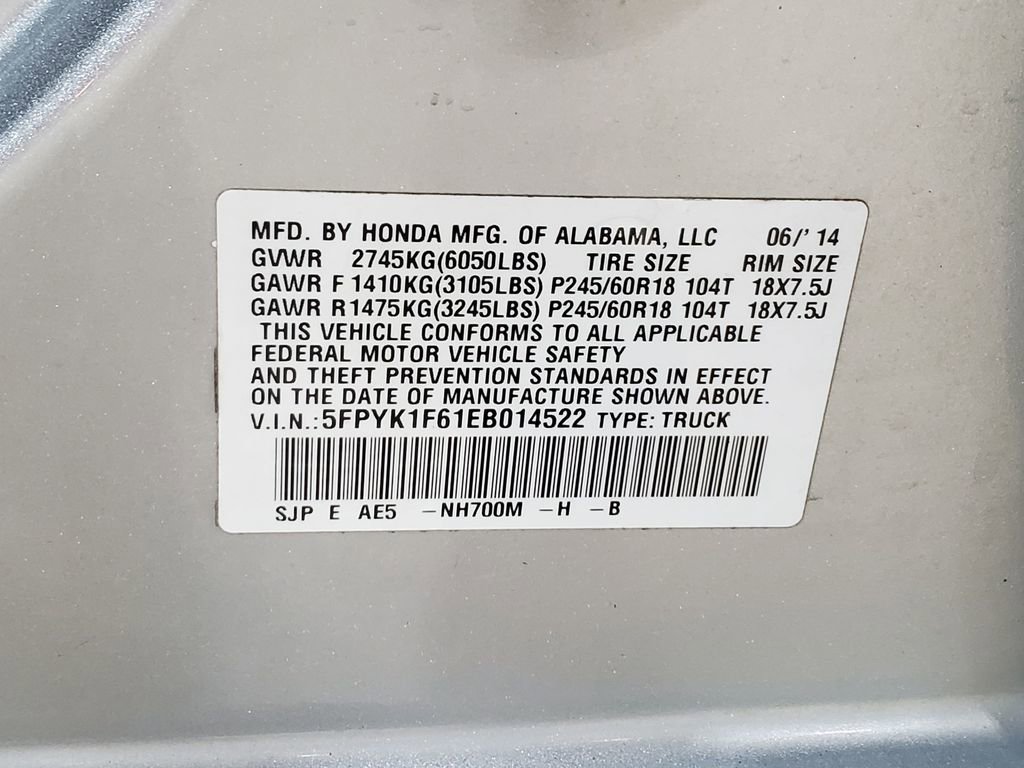 MFD. BY HONDA MFG. OF ALABAMA, LLC 06/'14
GVWR 2745KG(6050LBS) TIRE SIZE RIM SIZE
GAWR F 1410KG(3105LBS) P245/60R18 104T 18X7.5J
GAWR R1475KG(3245LBS) P245/60R18 104T 18X7.5J
THIS VEHICLE CONFORMS TO ALL APPLICABLE
FEDERAL MOTOR VEHICLE SAFETY
AND THEFT PREVENTION STANDARDS IN EFFECT
ON THE DATE OF MANUFACTURE SHOWN ABOVE.
V.I.N.:5FPYK1F61EB014522 TYPE: TRUCK
SJP E AE5 -NH700M -H -B